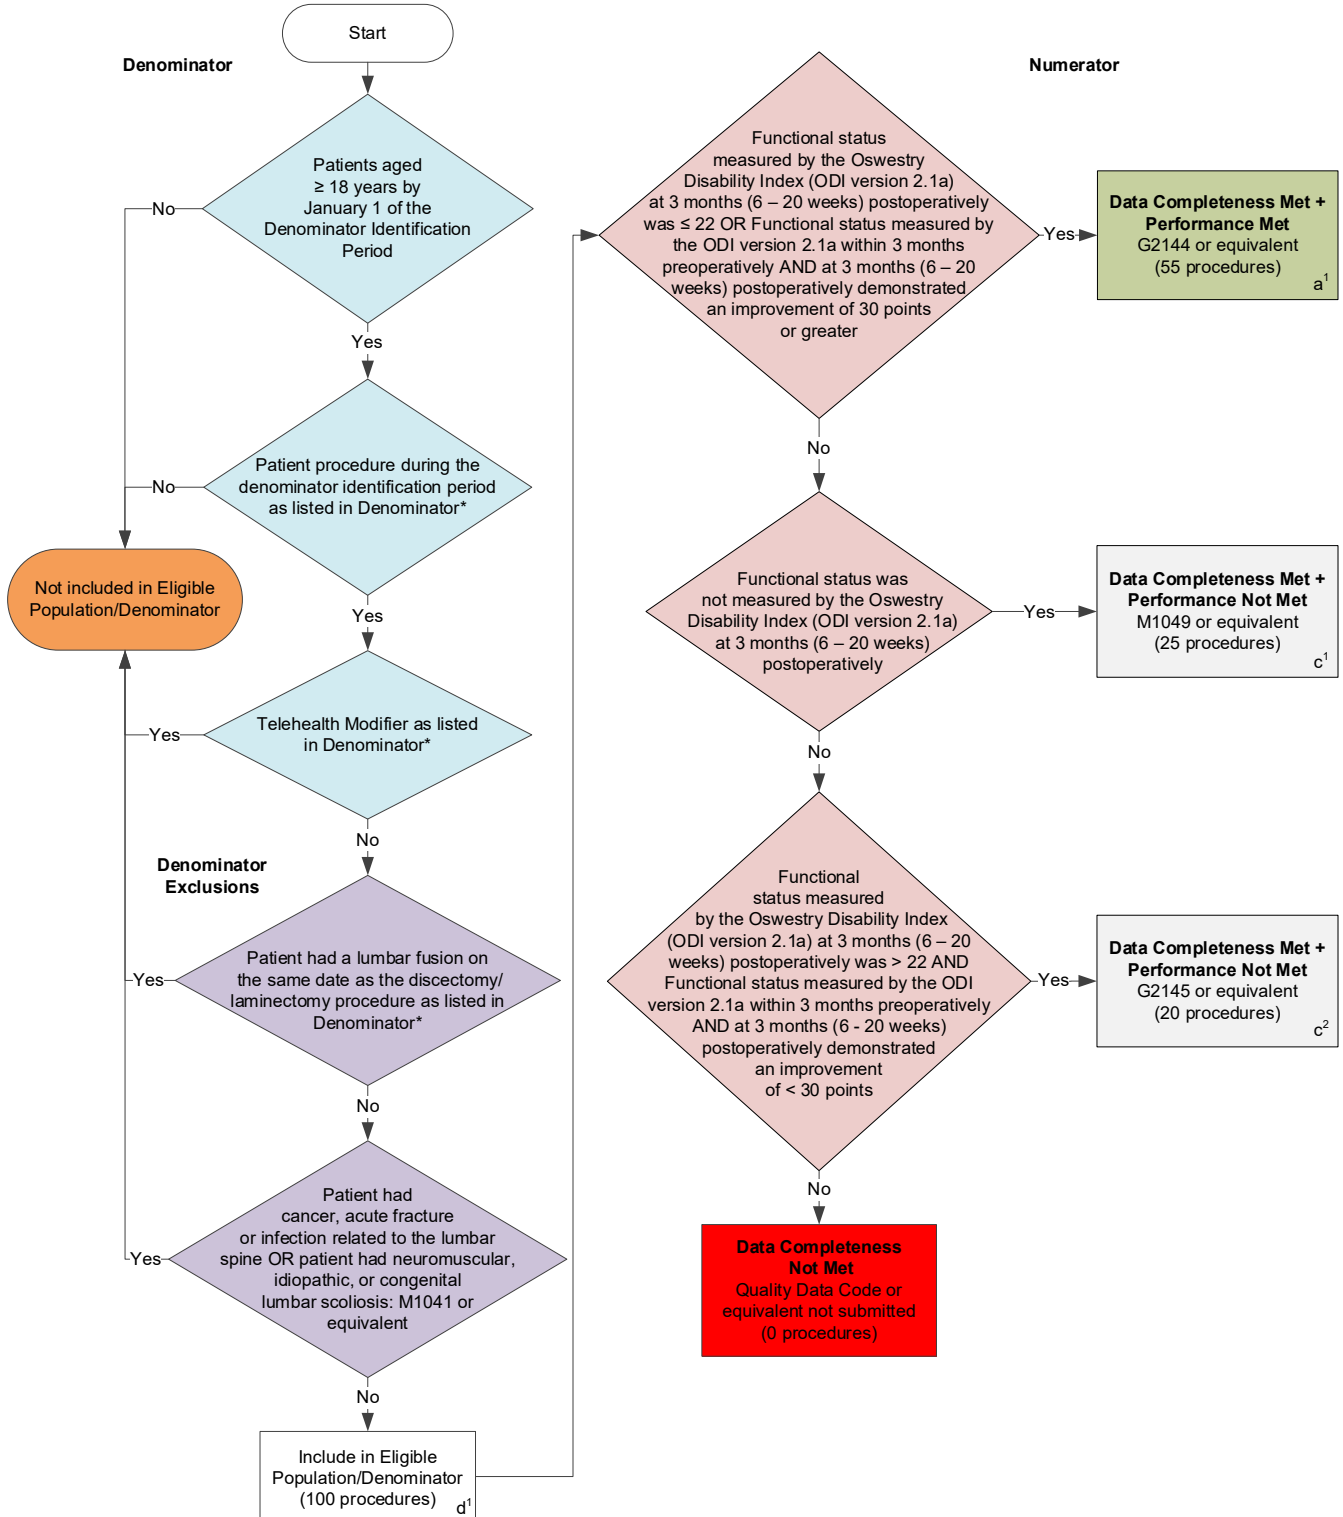 Start
Denominator
Patients aged
≥ 18 years by
January 1 of the
Denominator Identification
Period
No
Yes
Patient procedure during the
denominator identification period
as listed in Denominator*
No
Not included in Eligible
Population/Denominator
Yes
Telehealth Modifier as listed
in Denominator*
Yes
No
Denominator
Exclusions
Patient had a lumbar fusion on
the same date as the discectomy/
laminectomy procedure as listed in
Denominator*
Yes
No
Patient had
cancer, acute fracture
or infection related to the lumbar
spine OR patient had neuromuscular,
idiopathic, or congenital
lumbar scoliosis: M1041 or
equivalent
Yes
No
Include in Eligible
Population/Denominator
(100 procedures)
d¹
Numerator
Functional status
measured by the Oswestry
Disability Index (ODI version 2.1a)
at 3 months (6 – 20 weeks) postoperatively
was ≤ 22 OR Functional status measured by
the ODI version 2.1a within 3 months
preoperatively AND at 3 months (6 – 20
weeks) postoperatively demonstrated
an improvement of 30 points
or greater
Yes
Data Completeness Met +
Performance Met
G2144 or equivalent
(55 procedures)
a¹
No
Functional status was
not measured by the Oswestry
Disability Index (ODI version 2.1a)
at 3 months (6 – 20 weeks)
postoperatively
Yes
Data Completeness Met +
Performance Not Met
M1049 or equivalent
(25 procedures)
c¹
No
Functional
status measured
by the Oswestry Disability Index
(ODI version 2.1a) at 3 months (6 – 20
weeks) postoperatively was > 22 AND
Functional status measured by the ODI
version 2.1a within 3 months preoperatively
AND at 3 months (6 - 20 weeks)
postoperatively demonstrated
an improvement
of < 30 points
Yes
Data Completeness Met +
Performance Not Met
G2145 or equivalent
(20 procedures)
c²
No
Data Completeness
Not Met
Quality Data Code or
equivalent not submitted
(0 procedures)